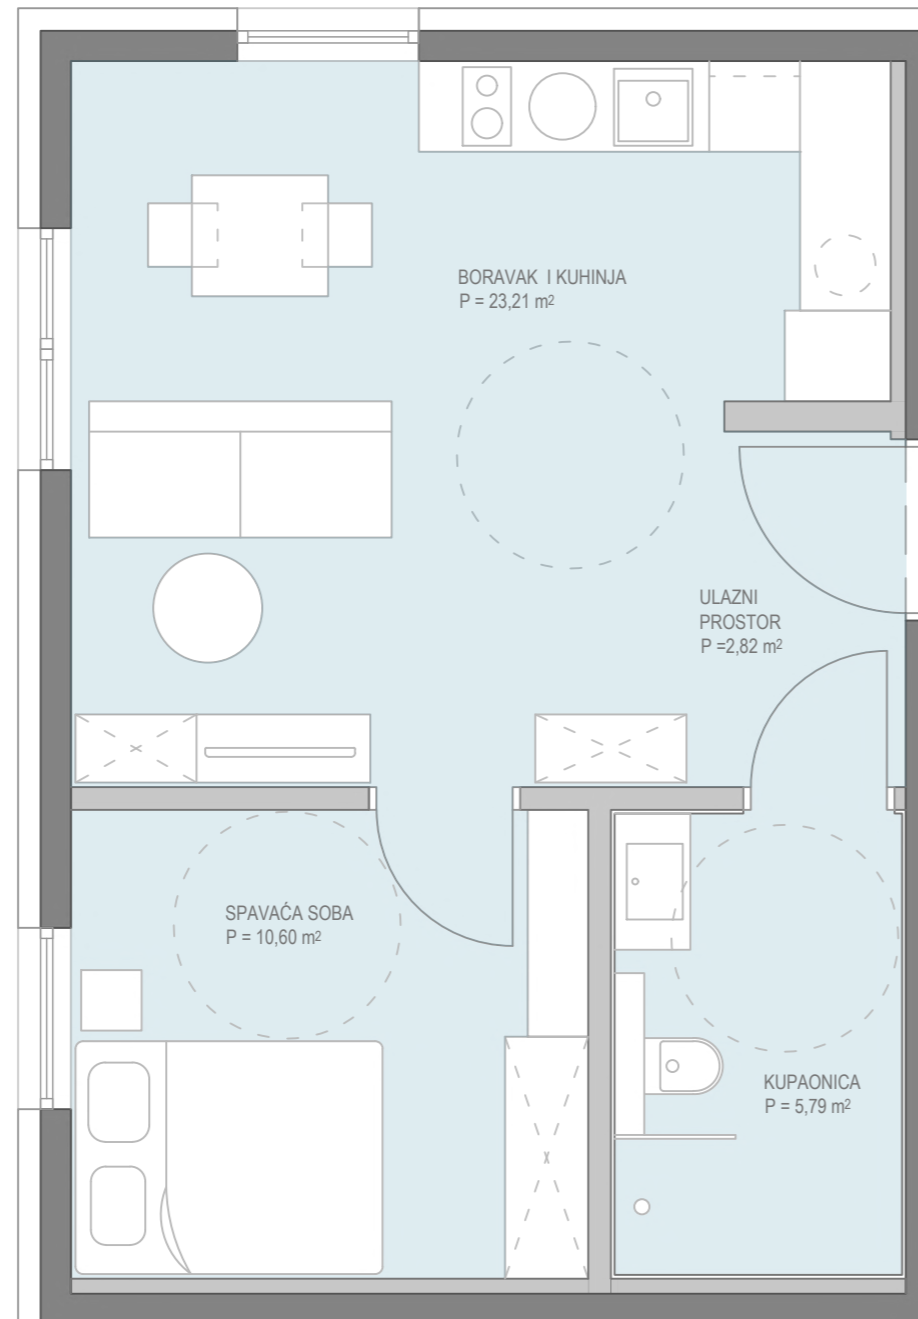 BORAVAK I KUHINJA
P = 23,21 m²
ULAZNI
PROSTOR
P =2,82 m²
SPAVAĆA SOBA
P = 10,60 m²
KUPAONICA
P = 5,79 m²